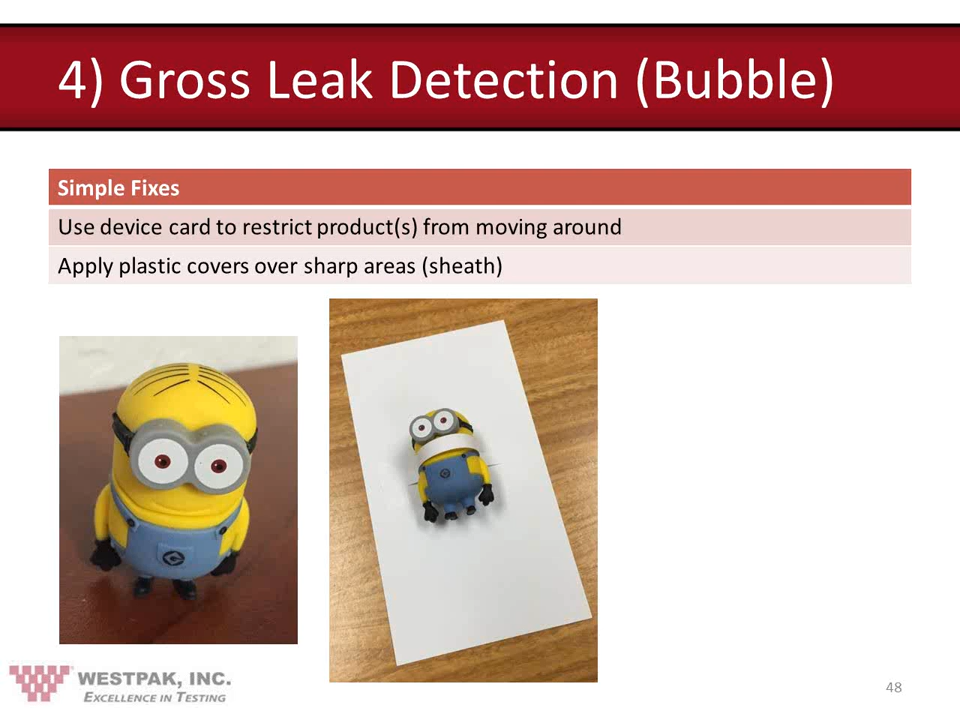 4) Gross Leak Detection (Bubble)
Simple Fixes
Use device card to restrict product(s) from moving around
Apply plastic covers over sharp areas (sheath)
WESTPAK, INC.
EXCELLENCE IN TESTING
48